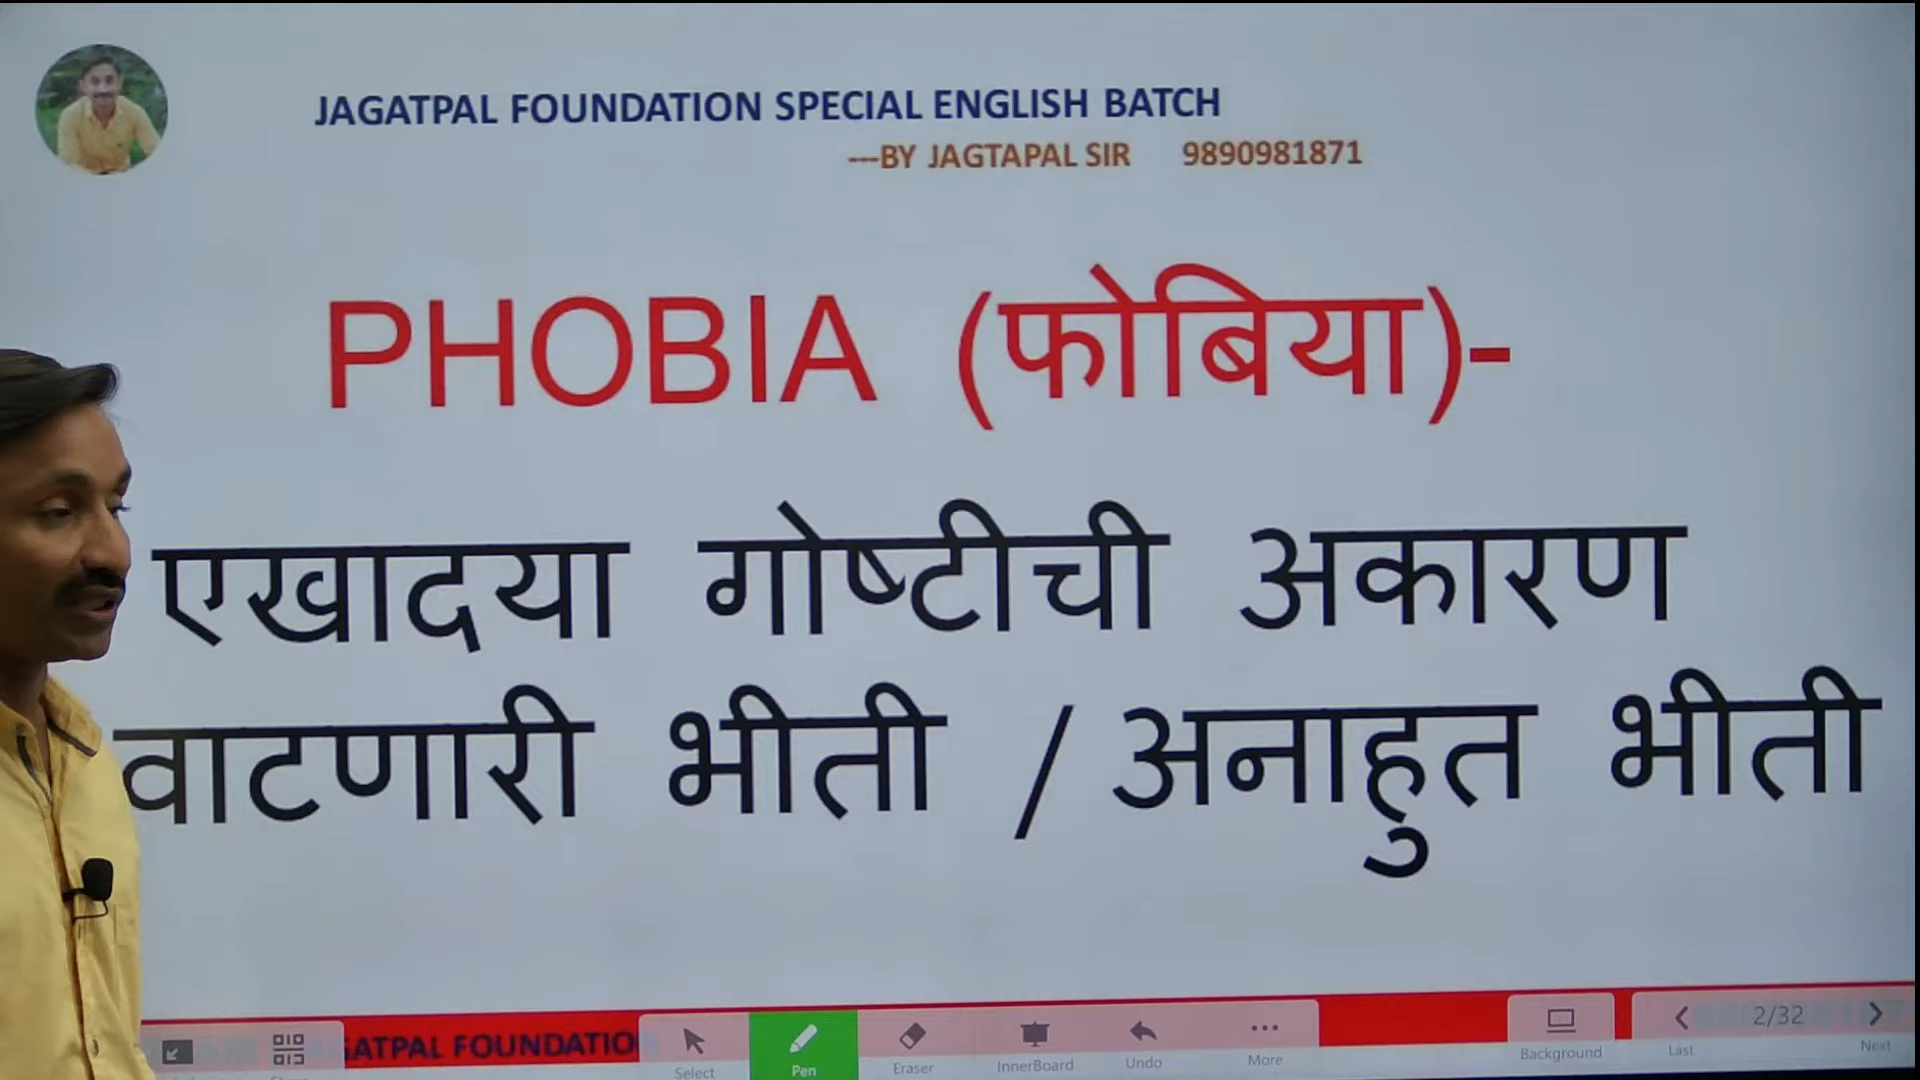 JAGATPAL FOUNDATION SPECIAL ENGLISH BATCH
---BY JAGTAPAL SIR 9890981871
PHOBIA (फोबिया)-
एखादया गोष्टीची अकारण
वाटणारी भीती / अनाहुत भीती
JAGATPAL FOUNDATIO
Select
Pen
Eraser
InnerBoard
Undo
More
Background
Last
2/32
Next